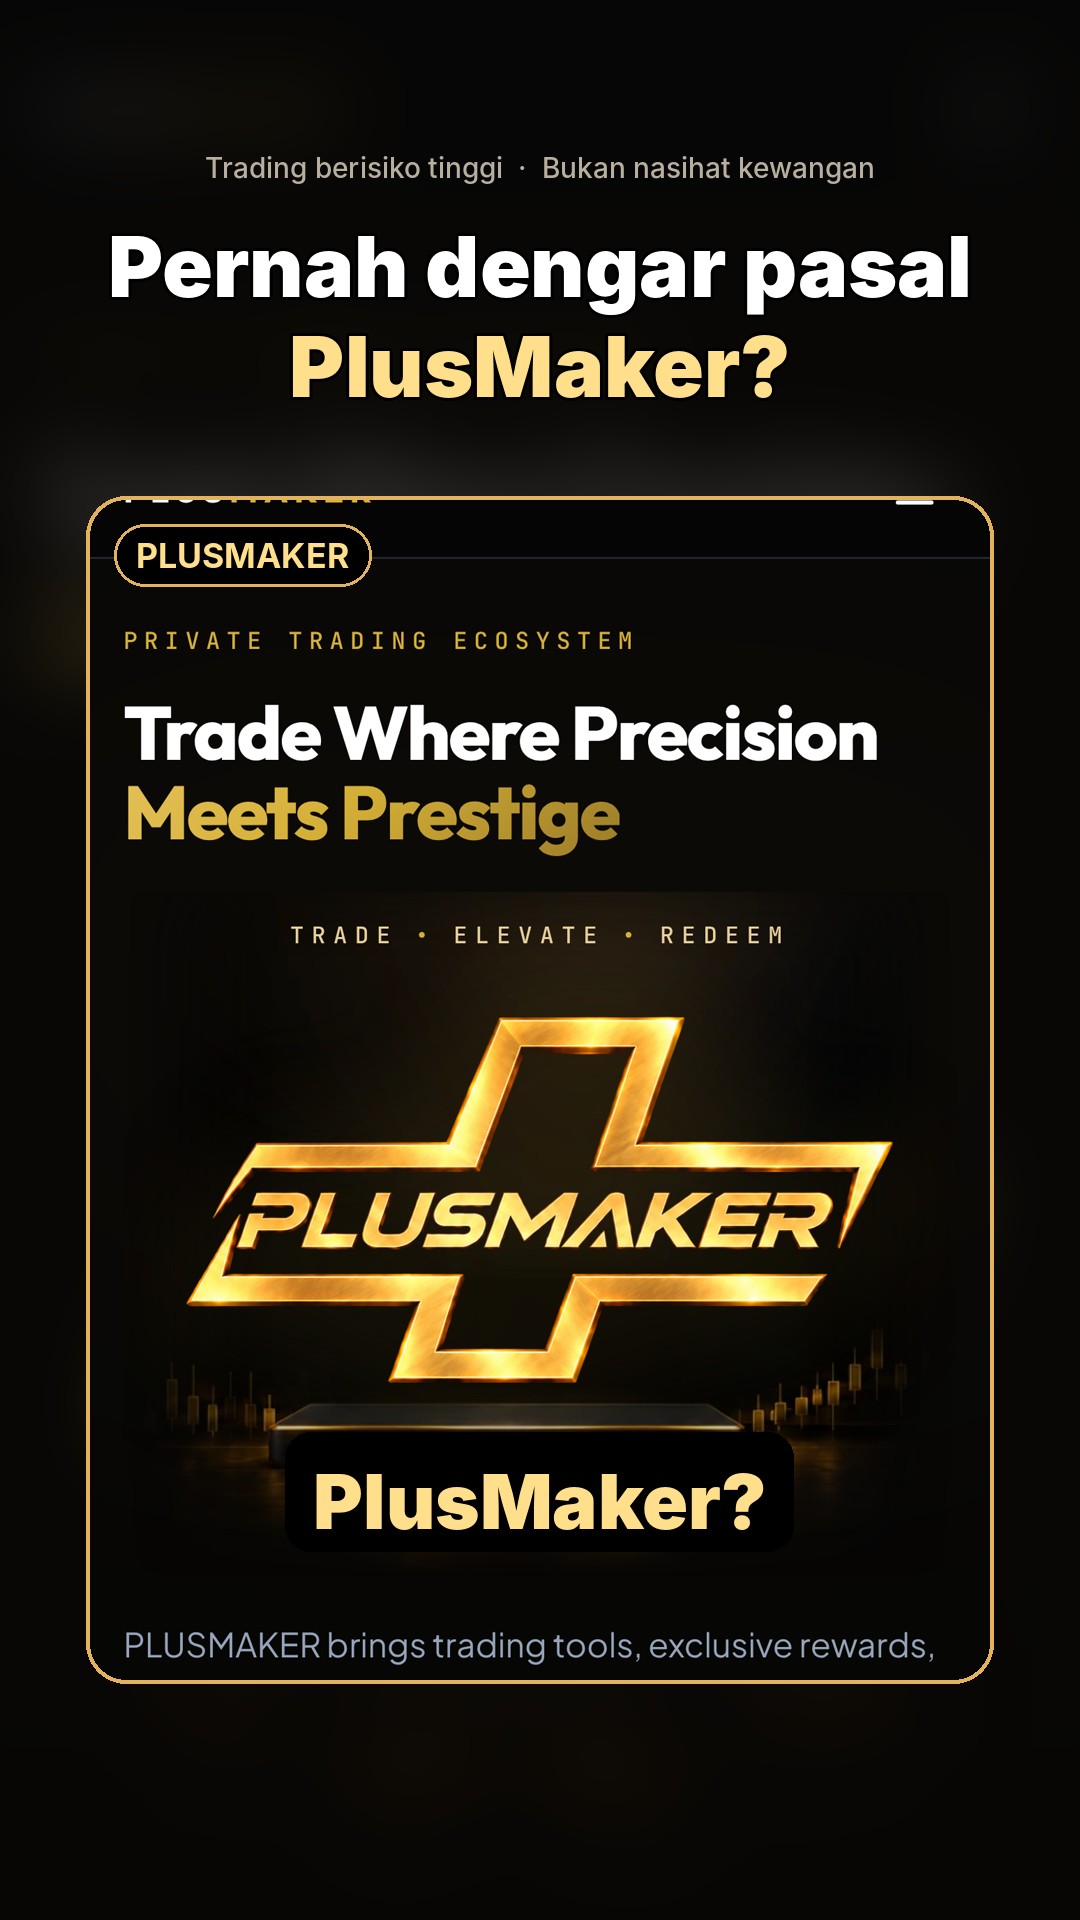 Trading berisiko tinggi · Bukan nasihat kewangan
Pernah dengar pasal
PlusMaker?
PLUSMAKER
PLUSMAKER
PRIVATE TRADING ECOSYSTEM
Trade Where Precision
Meets Prestige
TRADE • ELEVATE • REDEEM
PLUSMAKER
PlusMaker?
PLUSMAKER brings trading tools, exclusive rewards,